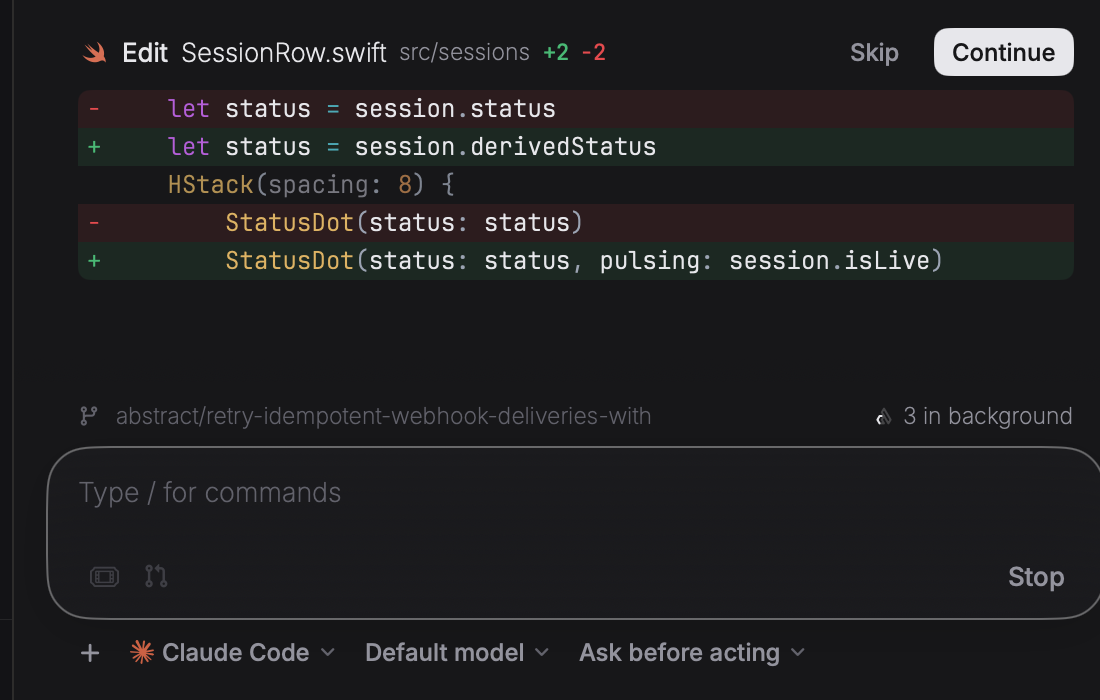 Edit SessionRow.swift src/sessions +2 -2 Skip Continue
- let status = session.status
+ let status = session.derivedStatus
HStack(spacing: 8) {
- StatusDot(status: status)
+ StatusDot(status: status, pulsing: session.isLive)
abstract/retry-idempotent-webhook-deliveries-with 3 in background
Type / for commands
Stop
+ Claude Code Default model Ask before acting